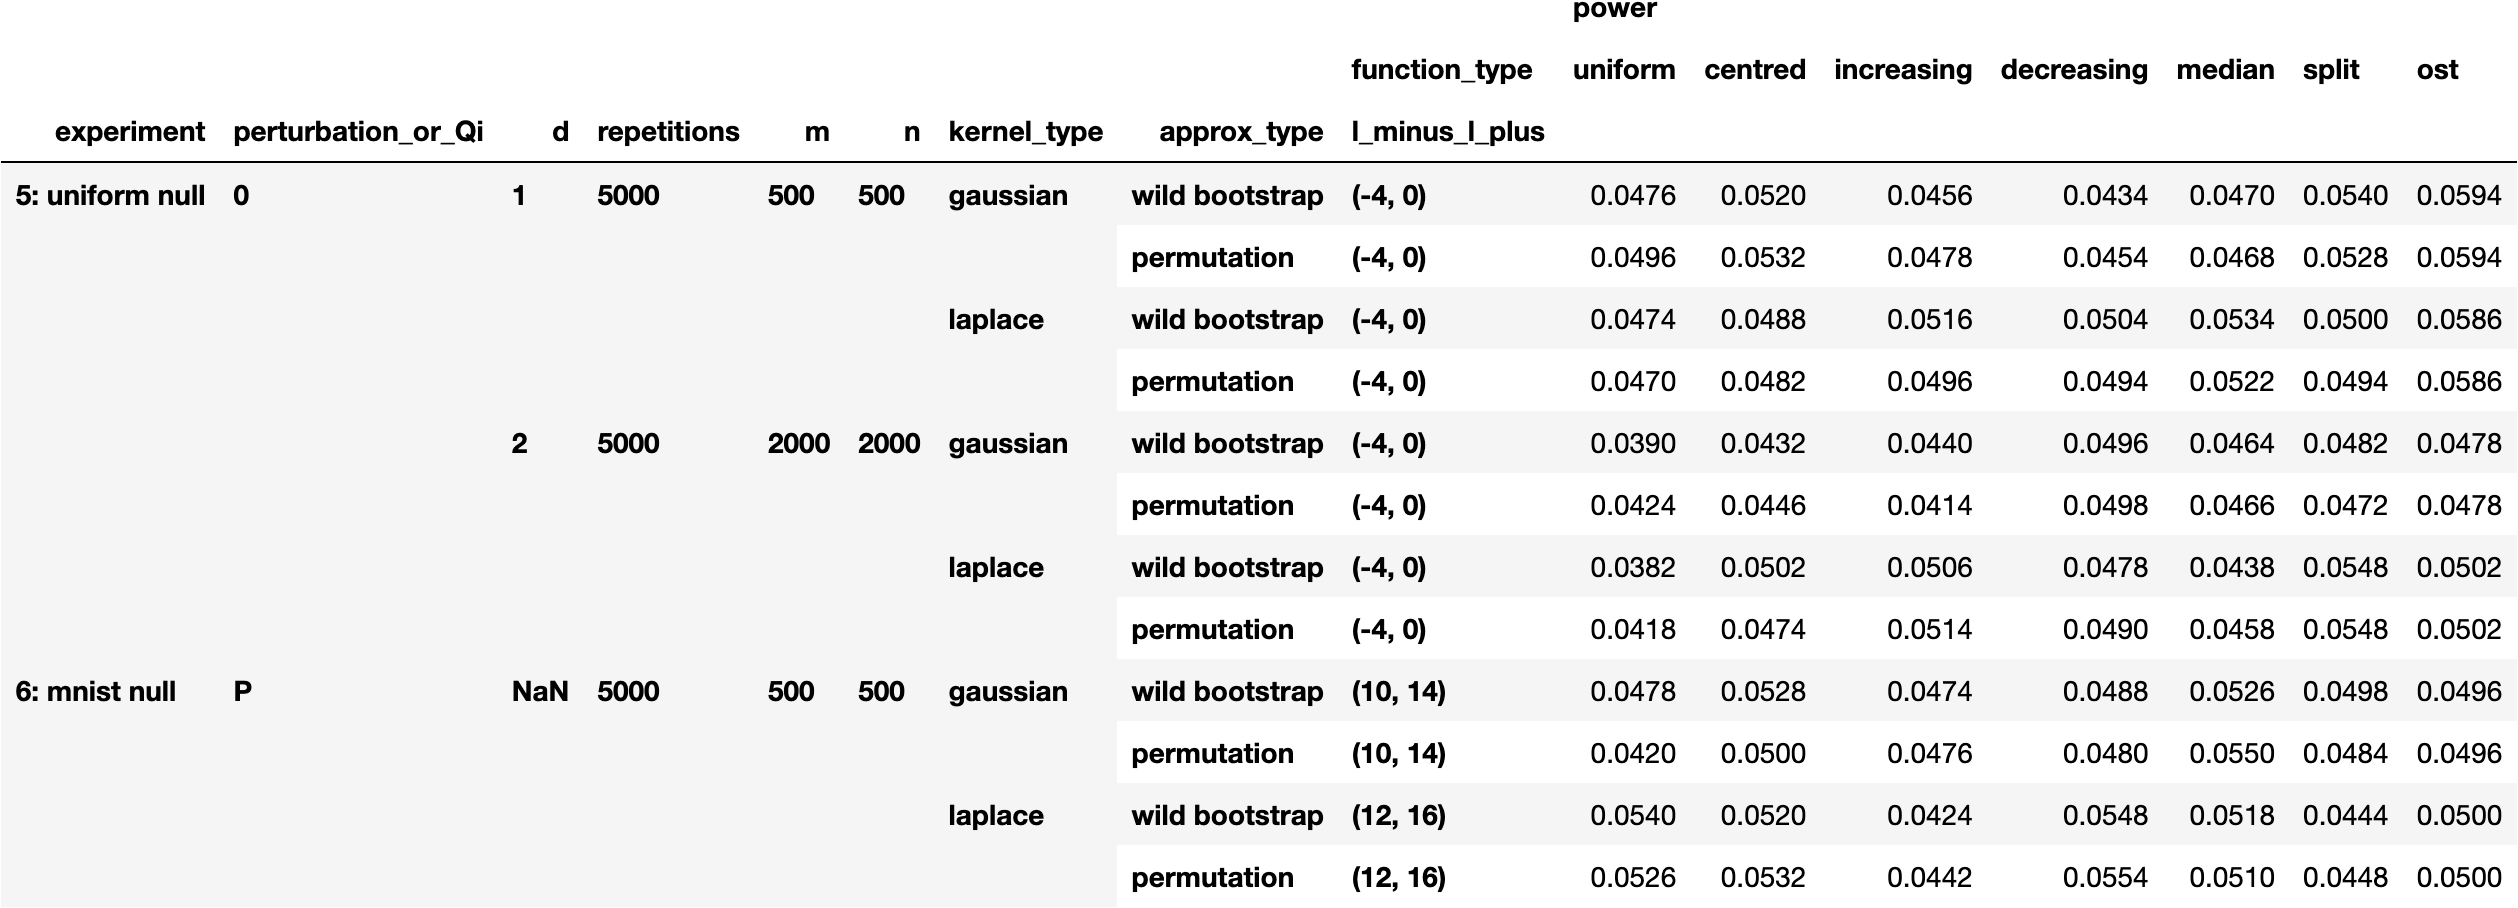 power
function_type uniform centred increasing decreasing median split ost
experiment perturbation_or_Qi d repetitions m n kernel_type approx_type l_minus_l_plus
5: uniform null 0 1 5000 500 500 gaussian wild bootstrap (-4, 0) 0.0476 0.0520 0.0456 0.0434 0.0470 0.0540 0.0594
permutation (-4, 0) 0.0496 0.0532 0.0478 0.0454 0.0468 0.0528 0.0594
laplace wild bootstrap (-4, 0) 0.0474 0.0488 0.0516 0.0504 0.0534 0.0500 0.0586
permutation (-4, 0) 0.0470 0.0482 0.0496 0.0494 0.0522 0.0494 0.0586
2 5000 2000 2000 gaussian wild bootstrap (-4, 0) 0.0390 0.0432 0.0440 0.0496 0.0464 0.0482 0.0478
permutation (-4, 0) 0.0424 0.0446 0.0414 0.0498 0.0466 0.0472 0.0478
laplace wild bootstrap (-4, 0) 0.0382 0.0502 0.0506 0.0478 0.0438 0.0548 0.0502
permutation (-4, 0) 0.0418 0.0474 0.0514 0.0490 0.0458 0.0548 0.0502
6: mnist null P NaN 5000 500 500 gaussian wild bootstrap (10, 14) 0.0478 0.0528 0.0474 0.0488 0.0526 0.0498 0.0496
permutation (10, 14) 0.0420 0.0500 0.0476 0.0480 0.0550 0.0484 0.0496
laplace wild bootstrap (12, 16) 0.0540 0.0520 0.0424 0.0548 0.0518 0.0444 0.0500
permutation (12, 16) 0.0526 0.0532 0.0442 0.0554 0.0510 0.0448 0.0500